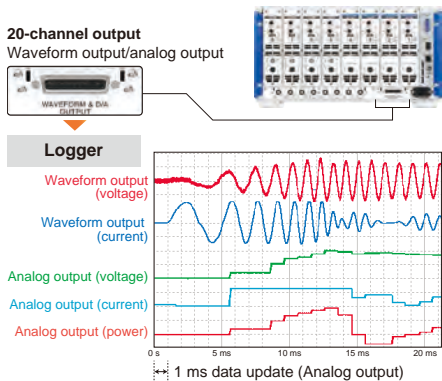 20-channel output
Waveform output/analog output
WAVEFORM & D/A
OUTPUT
Logger
Waveform output
(voltage)
Waveform output
(current)
Analog output (voltage)
Analog output (current)
Analog output (power)
0 s 5 ms 10 ms 15 ms 20 ms
1 ms data update (Analog output)